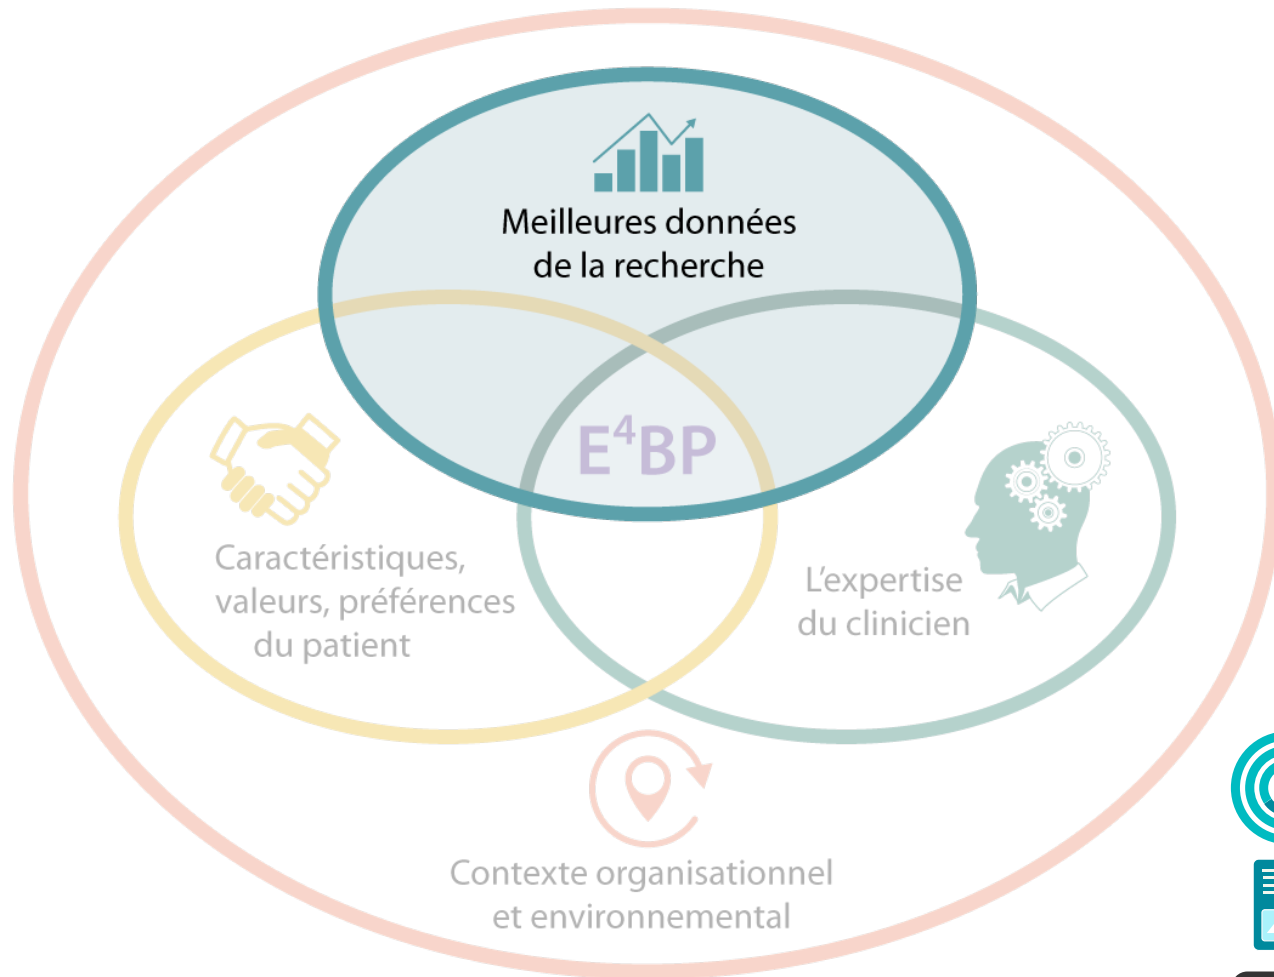 Meilleures données
de la recherche
E⁴BP
Caractéristiques,
valeurs, préférences
du patient
L'expertise
du clinicien
Contexte organisationnel
et environnemental